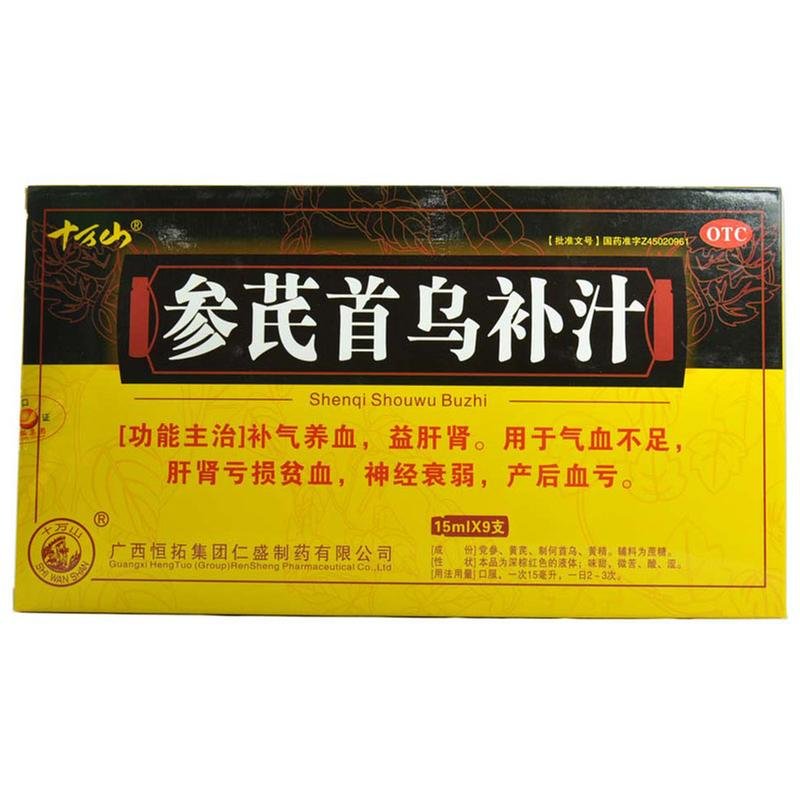 十万山®
【批准文号】国药准字Z45020961
OTC
参芪首乌补汁
Shenqi Shouwu Buzhi
[功能主治]补气养血，益肝肾。用于气血不足，
肝肾亏损贫血，神经衰弱，产后血亏。
15mlX9支
十万山
SHI WAN SHAN
®
广西恒拓集团仁盛制药有限公司
Guangxi HengTuo (Group)RenSheng Pharmaceutical Co.,Ltd
[成　份]党参、黄芪、制何首乌、黄精。辅料为蔗糖。
[性　状]本品为深棕红色的液体；味甜，微苦、酸、涩。
[用法用量]口服，一次15毫升，一日2－3次。